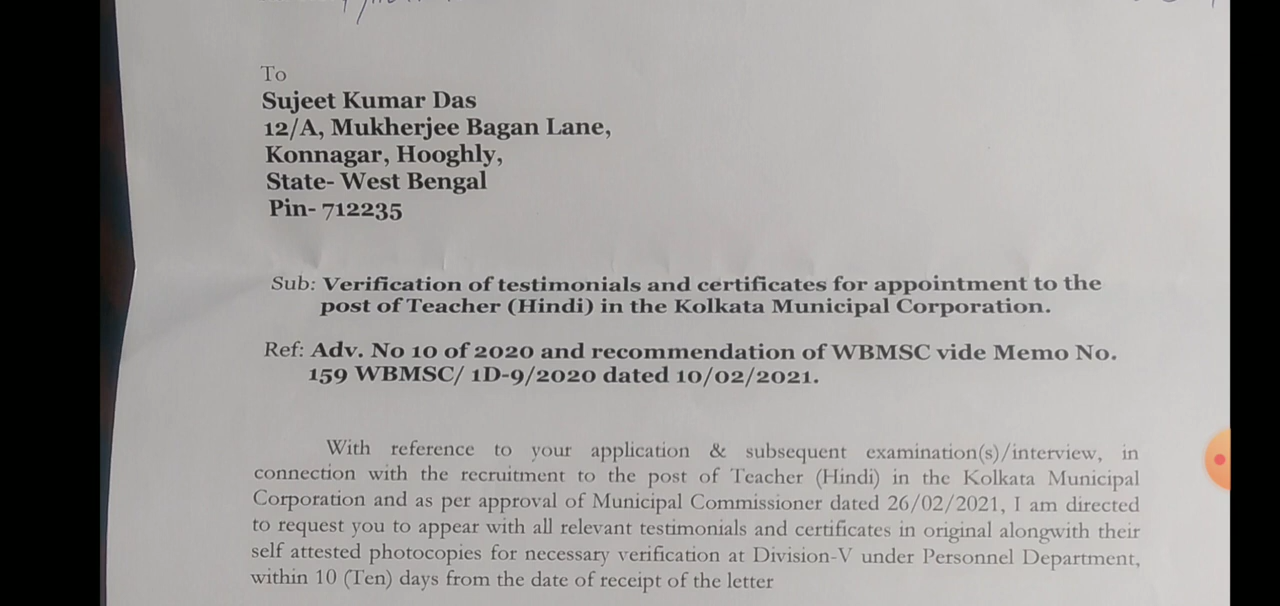 To
Sujeet Kumar Das
12/A, Mukherjee Bagan Lane,
Konnagar, Hooghly,
State- West Bengal
Pin- 712235
Sub: Verification of testimonials and certificates for appointment to the
post of Teacher (Hindi) in the Kolkata Municipal Corporation.
Ref: Adv. No 10 of 2020 and recommendation of WBMSC vide Memo No.
159 WBMSC/ 1D-9/2020 dated 10/02/2021.
With reference to your application & subsequent examination(s)/interview, in
connection with the recruitment to the post of Teacher (Hindi) in the Kolkata Municipal
Corporation and as per approval of Municipal Commissioner dated 26/02/2021, I am directed
to request you to appear with all relevant testimonials and certificates in original alongwith their
self attested photocopies for necessary verification at Division-V under Personnel Department,
within 10 (Ten) days from the date of receipt of the letter